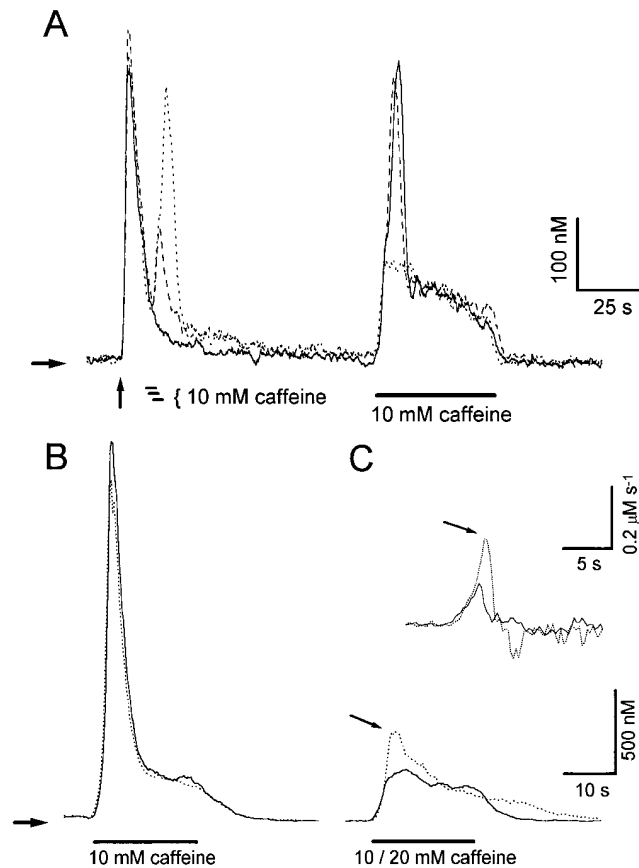 A
100 nM
25 s
{ 10 mM caffeine
10 mM caffeine
B
C
0.2 µM s⁻¹
5 s
500 nM
10 s
10 mM caffeine
10 / 20 mM caffeine